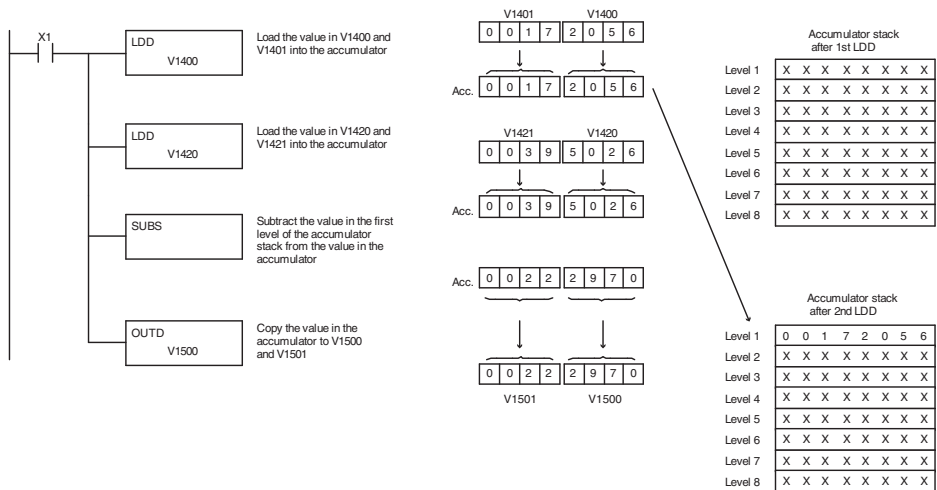 X1
LDD
V1400
Load the value in V1400 and
V1401 into the accumulator
LDD
V1420
Load the value in V1420 and
V1421 into the accumulator
SUBS
Subtract the value in the first
level of the accumulator
stack from the value in the
accumulator
OUTD
V1500
Copy the value in the
accumulator to V1500
and V1501
V1401 V1400
0 0 1 7 2 0 5 6
Acc. 0 0 1 7 2 0 5 6
V1421 V1420
0 0 3 9 5 0 2 6
Acc. 0 0 3 9 5 0 2 6
Acc. 0 0 2 2 2 9 7 0
0 0 2 2 2 9 7 0
V1501 V1500
Accumulator stack
after 1st LDD
Level 1 X X X X X X X X
Level 2 X X X X X X X X
Level 3 X X X X X X X X
Level 4 X X X X X X X X
Level 5 X X X X X X X X
Level 6 X X X X X X X X
Level 7 X X X X X X X X
Level 8 X X X X X X X X
Accumulator stack
after 2nd LDD
Level 1 0 0 1 7 2 0 5 6
Level 2 X X X X X X X X
Level 3 X X X X X X X X
Level 4 X X X X X X X X
Level 5 X X X X X X X X
Level 6 X X X X X X X X
Level 7 X X X X X X X X
Level 8 X X X X X X X X